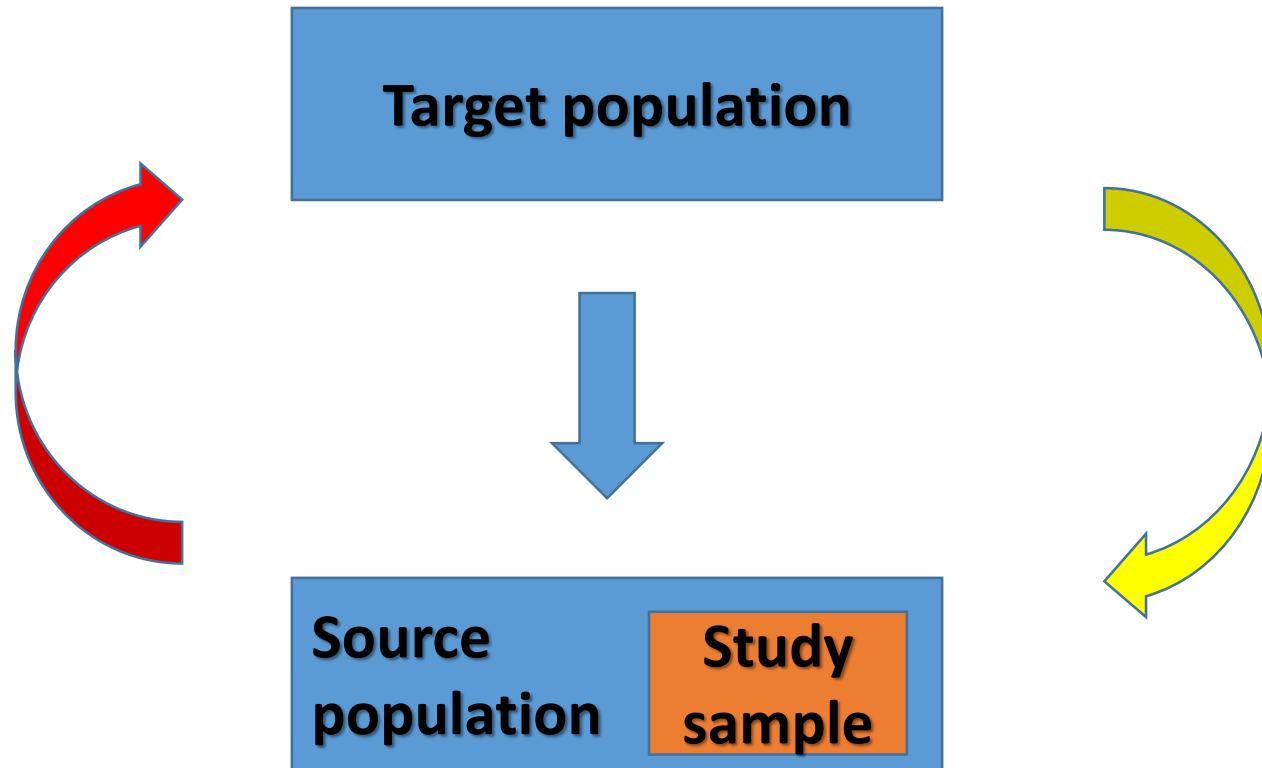 Target population
Source
population
Study
sample